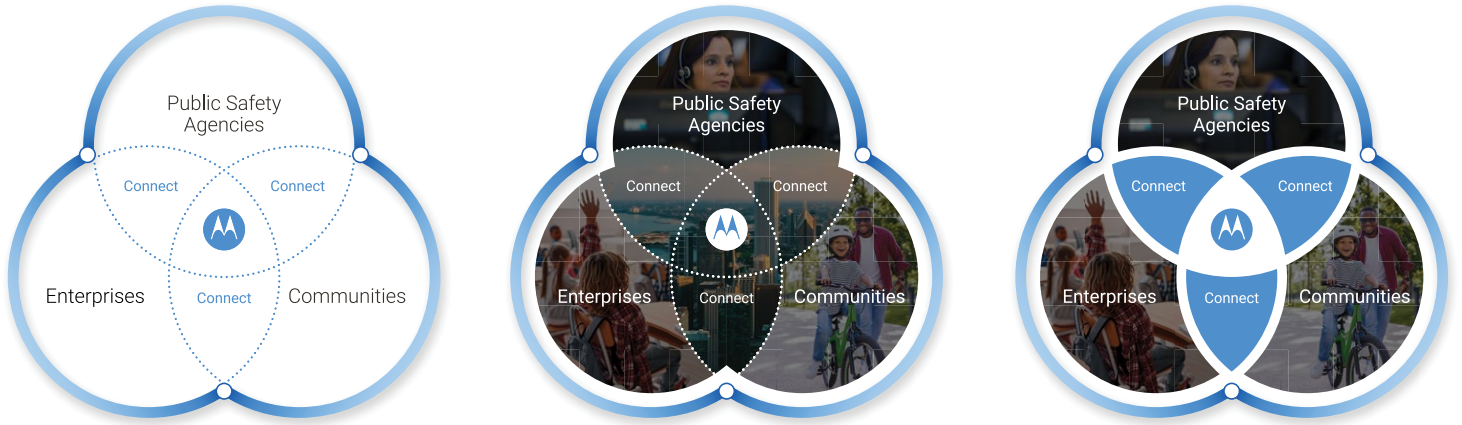 Public Safety
Agencies
Connect
Connect
Enterprises
Connect
Communities
Public Safety
Agencies
Connect
Connect
Enterprises
Connect
Communities
Public Safety
Agencies
Connect
Connect
Enterprises
Connect
Communities